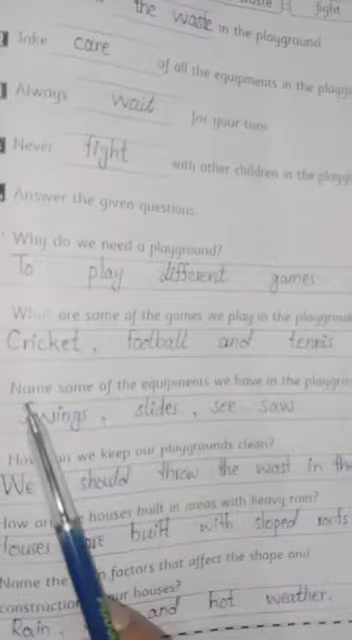 the waste in the playground
Take care of all the equipments in the
Always wait for your turn
Never fight with other children in the
Answer the given questions
Why do we need a playground?
To play different games
What are some of the games we play in the
Cricket, football and tennis
Name some of the equipments we have in the
Swings, slides, see saw
we keep our playgrounds clean?
We should throw the wast in the
How are houses built in areas with heavy rain?
Houses are built with sloped roofs
Name the factors that affect the shape and
construction our houses?
Rain, and hot weather.